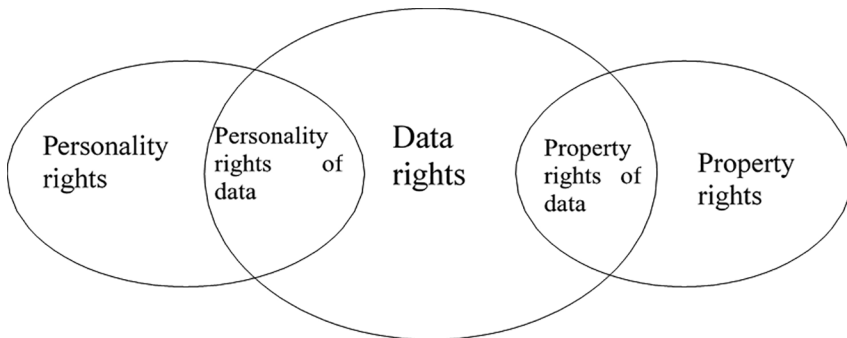 Personality
rights
Personality
rights of
data
Data
rights
Property
rights of
data
Property
rights